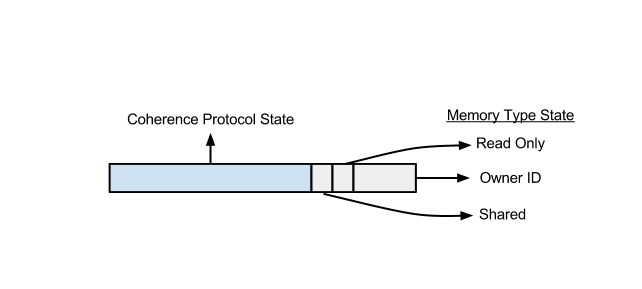 Coherence Protocol State
Memory Type State
Read Only
Owner ID
Shared